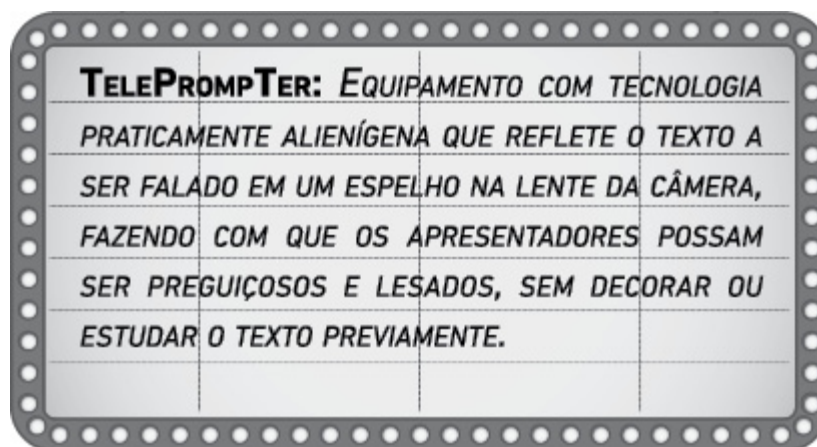 TELEPROMPTER: EQUIPAMENTO COM TECNOLOGIA
PRATICAMENTE ALIENÍGENA QUE REFLETE O TEXTO A
SER FALADO EM UM ESPELHO NA LENTE DA CÂMERA,
FAZENDO COM QUE OS APRESENTADORES POSSAM
SER PREGUIÇOSOS E LESADOS, SEM DECORAR OU
ESTUDAR O TEXTO PREVIAMENTE.